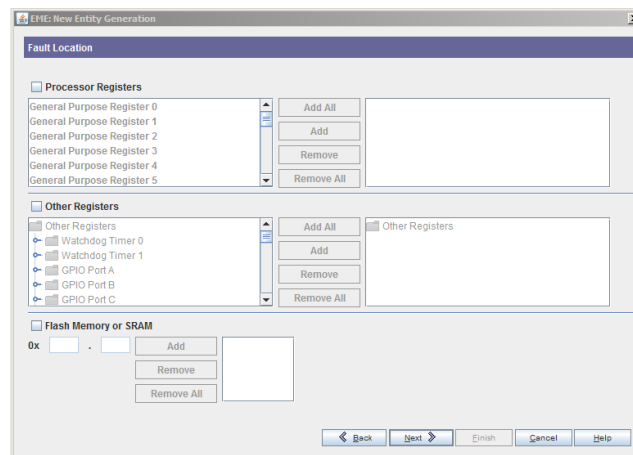 EME: New Entity Generation
Fault Location
Processor Registers
General Purpose Register 0
General Purpose Register 1
General Purpose Register 2
General Purpose Register 3
General Purpose Register 4
General Purpose Register 5
Add All
Add
Remove
Remove All
Other Registers
Other Registers
Watchdog Timer 0
Watchdog Timer 1
GPIO Port A
GPIO Port B
GPIO Port C
Add All
Add
Remove
Remove All
Other Registers
Flash Memory or SRAM
0x .
Add
Remove
Remove All
Back Next Finish Cancel Help